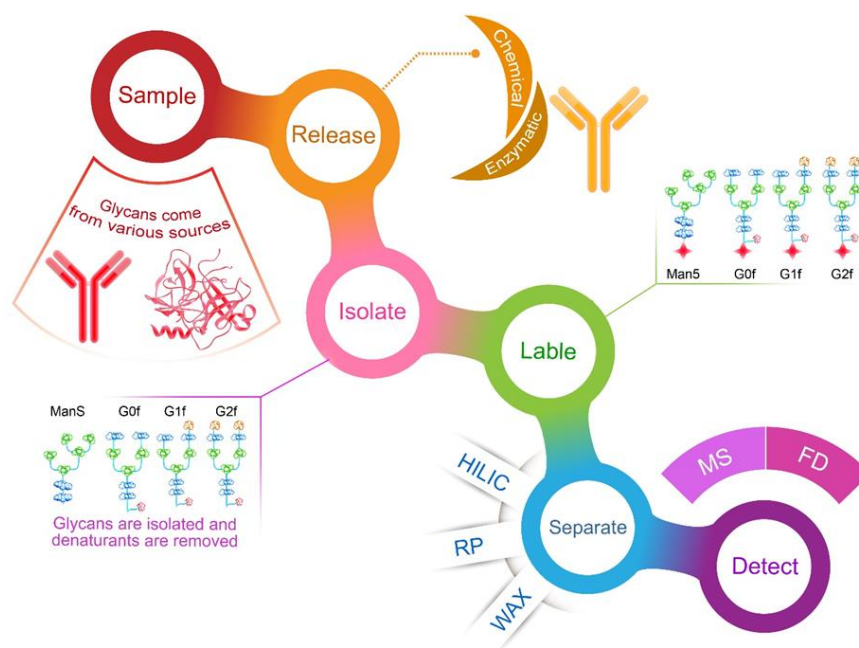 Sample
Release
Chemical
Enzymatic
Glycans come
from various sources
Man5 G0f G1f G2f
Isolate
Lable
ManS G0f G1f G2f
Glycans are isolated and
denaturants are removed
HILIC
RP
WAX
Separate
MS FD
Detect